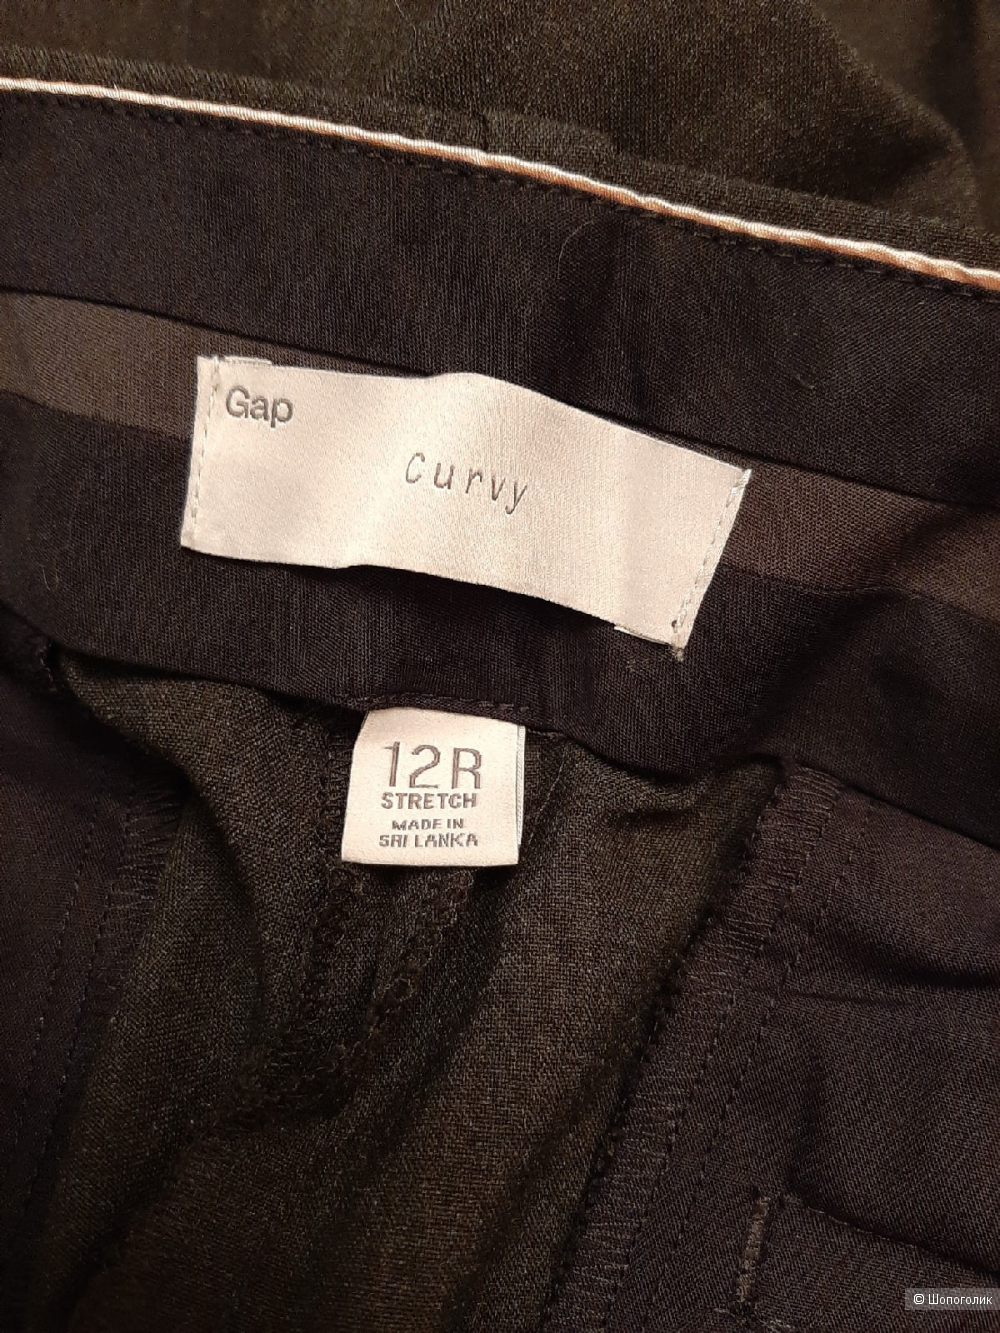 Gap
curvy
12R
STRETCH
MADE IN
SRI LANKA
© Шопоголик